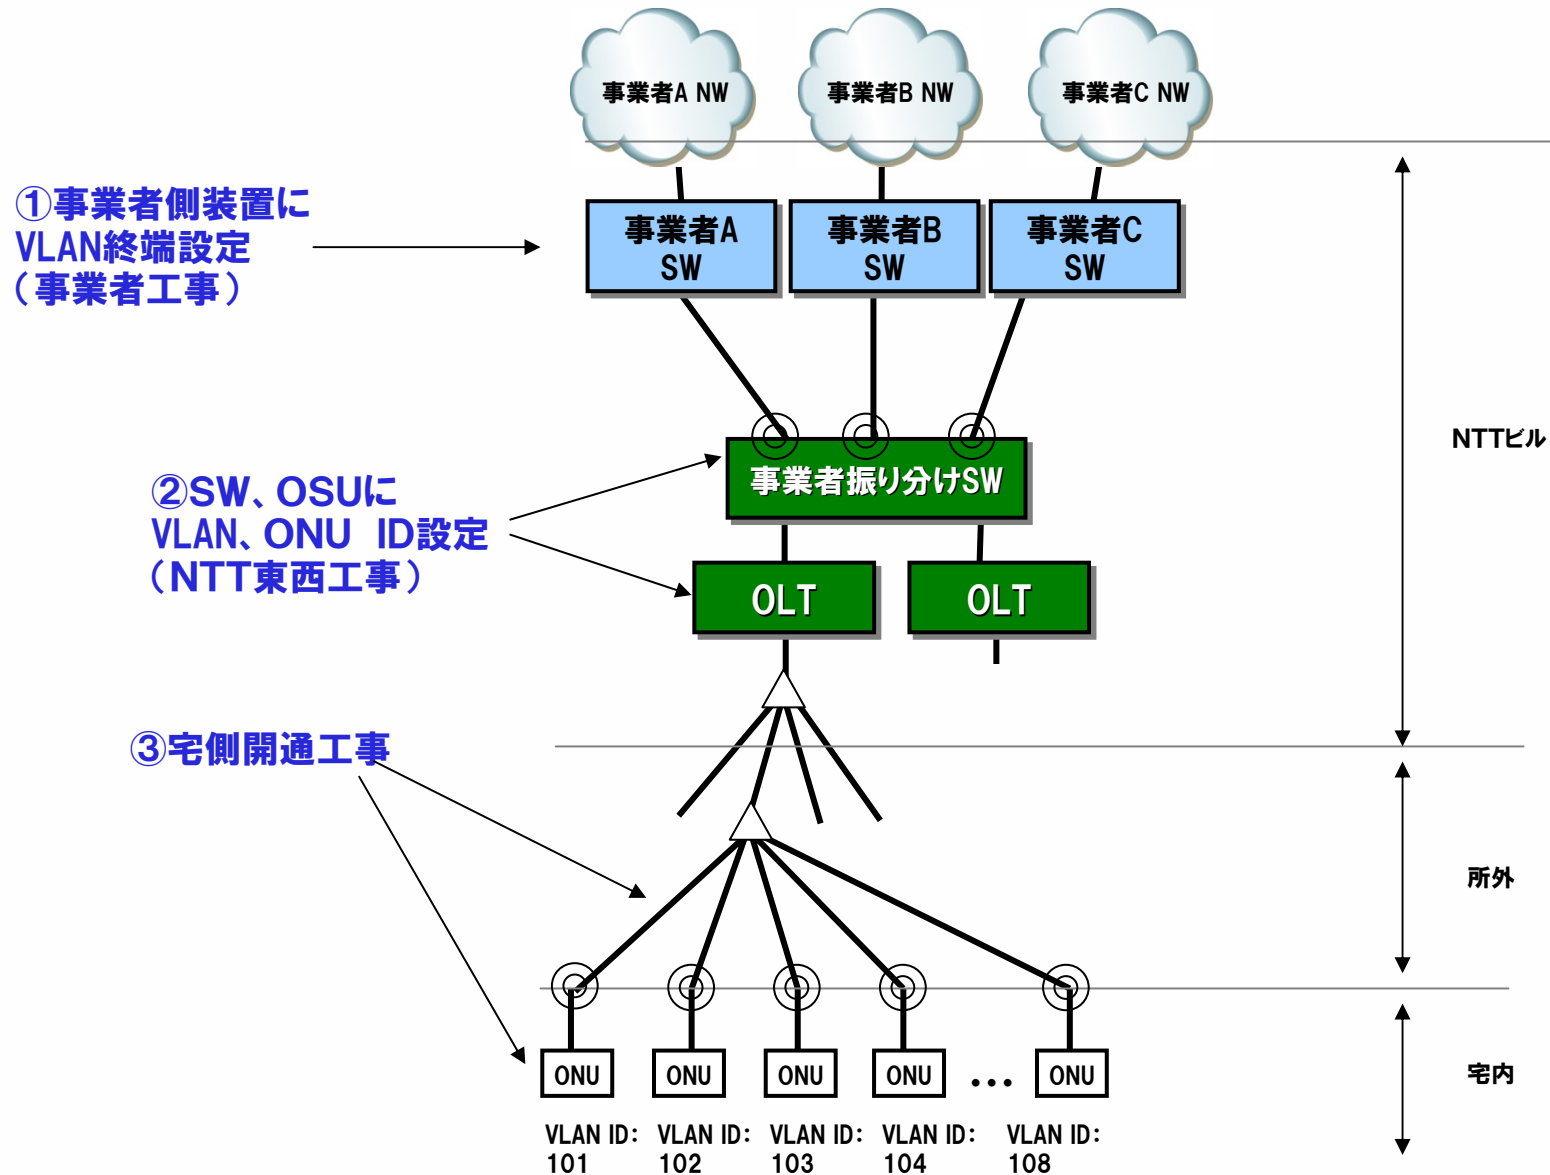 事業者A NW
事業者B NW
事業者C NW
①事業者側装置に
VLAN終端設定
（事業者工事）
事業者A
SW
事業者B
SW
事業者C
SW
NTTビル
②SW、OSUに
VLAN、ONU　ID設定
（NTT東西工事）
事業者振り分けSW
OLT
OLT
③宅側開通工事
所外
ONU
ONU
ONU
ONU
...
ONU
宅内
VLAN ID：
101
VLAN ID：
102
VLAN ID：
103
VLAN ID：
104
VLAN ID：
108